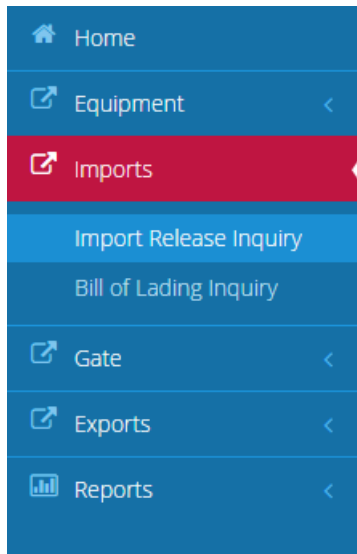 Home
Equipment
Imports
Import Release Inquiry
Bill of Lading Inquiry
Gate
Exports
Reports